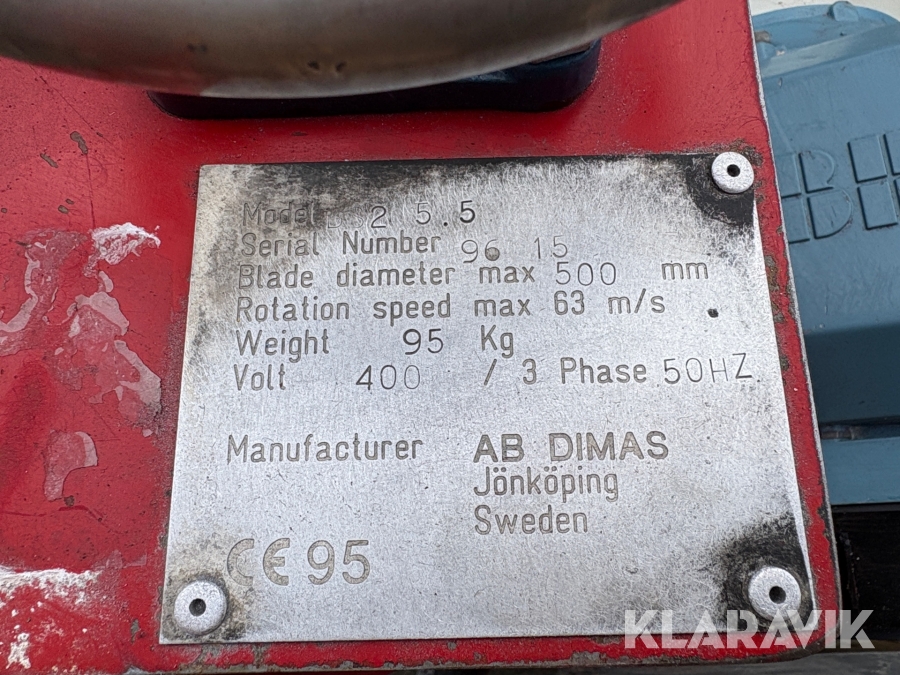 Model 2 5.5
Serial Number 96 15
Blade diameter max 500 mm
Rotation speed max 63 m/s
Weight 95 Kg
Volt 400 / 3 Phase 50HZ
Manufacturer AB DIMAS
Jönköping
Sweden
CE 95
KLARAVIK